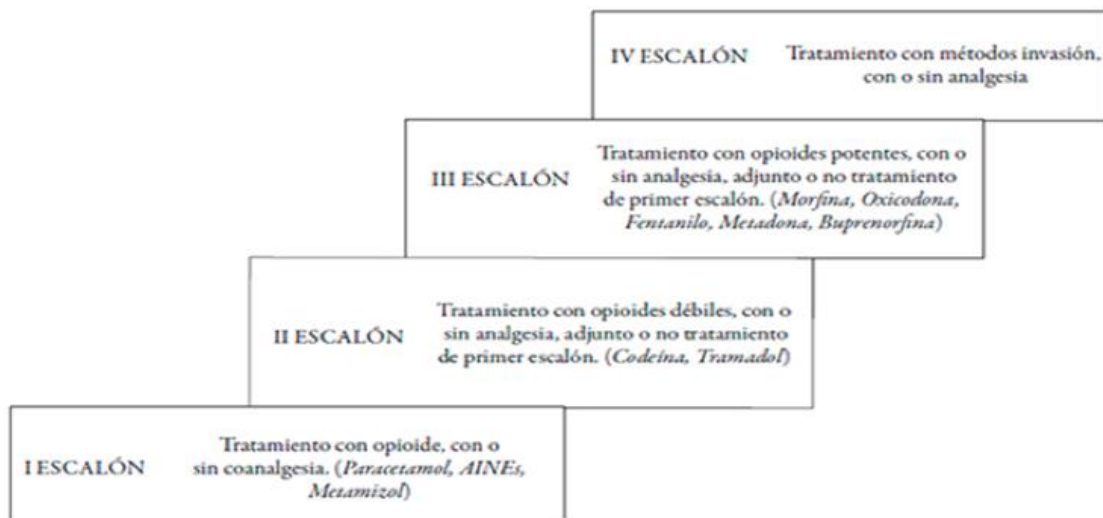 IV ESCALÓN
Tratamiento con métodos invasión,
con o sin analgesia
III ESCALÓN
Tratamiento con opioides potentes, con o
sin analgesia, adjunto o no tratamiento
de primer escalón. (Morfina, Oxicodona,
Fentanilo, Metadona, Buprenorfina)
II ESCALÓN
Tratamiento con opioides débiles, con o
sin analgesia, adjunto o no tratamiento
de primer escalón. (Codeína, Tramadol)
I ESCALÓN
Tratamiento con opioide, con o
sin coanalgesia. (Paracetamol, AINEs,
Metamizol)